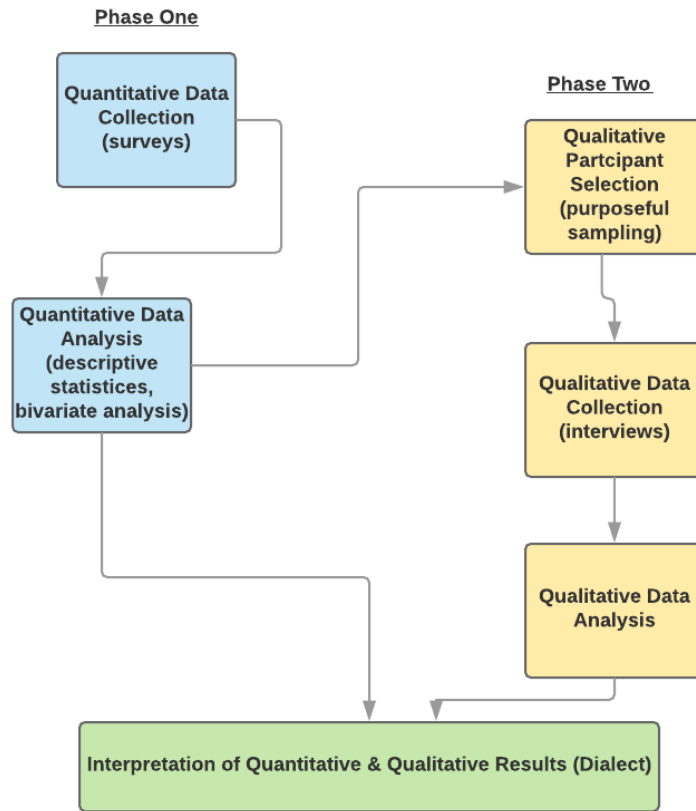 Phase One
Quantitative Data
Collection
(surveys)
Quantitative Data
Analysis
(descriptive
statistices,
bivariate analysis)
Phase Two
Qualitative
Partcipant
Selection
(purposeful
sampling)
Qualitative Data
Collection
(interviews)
Qualitative Data
Analysis
Interpretation of Quantitative & Qualitative Results (Dialect)